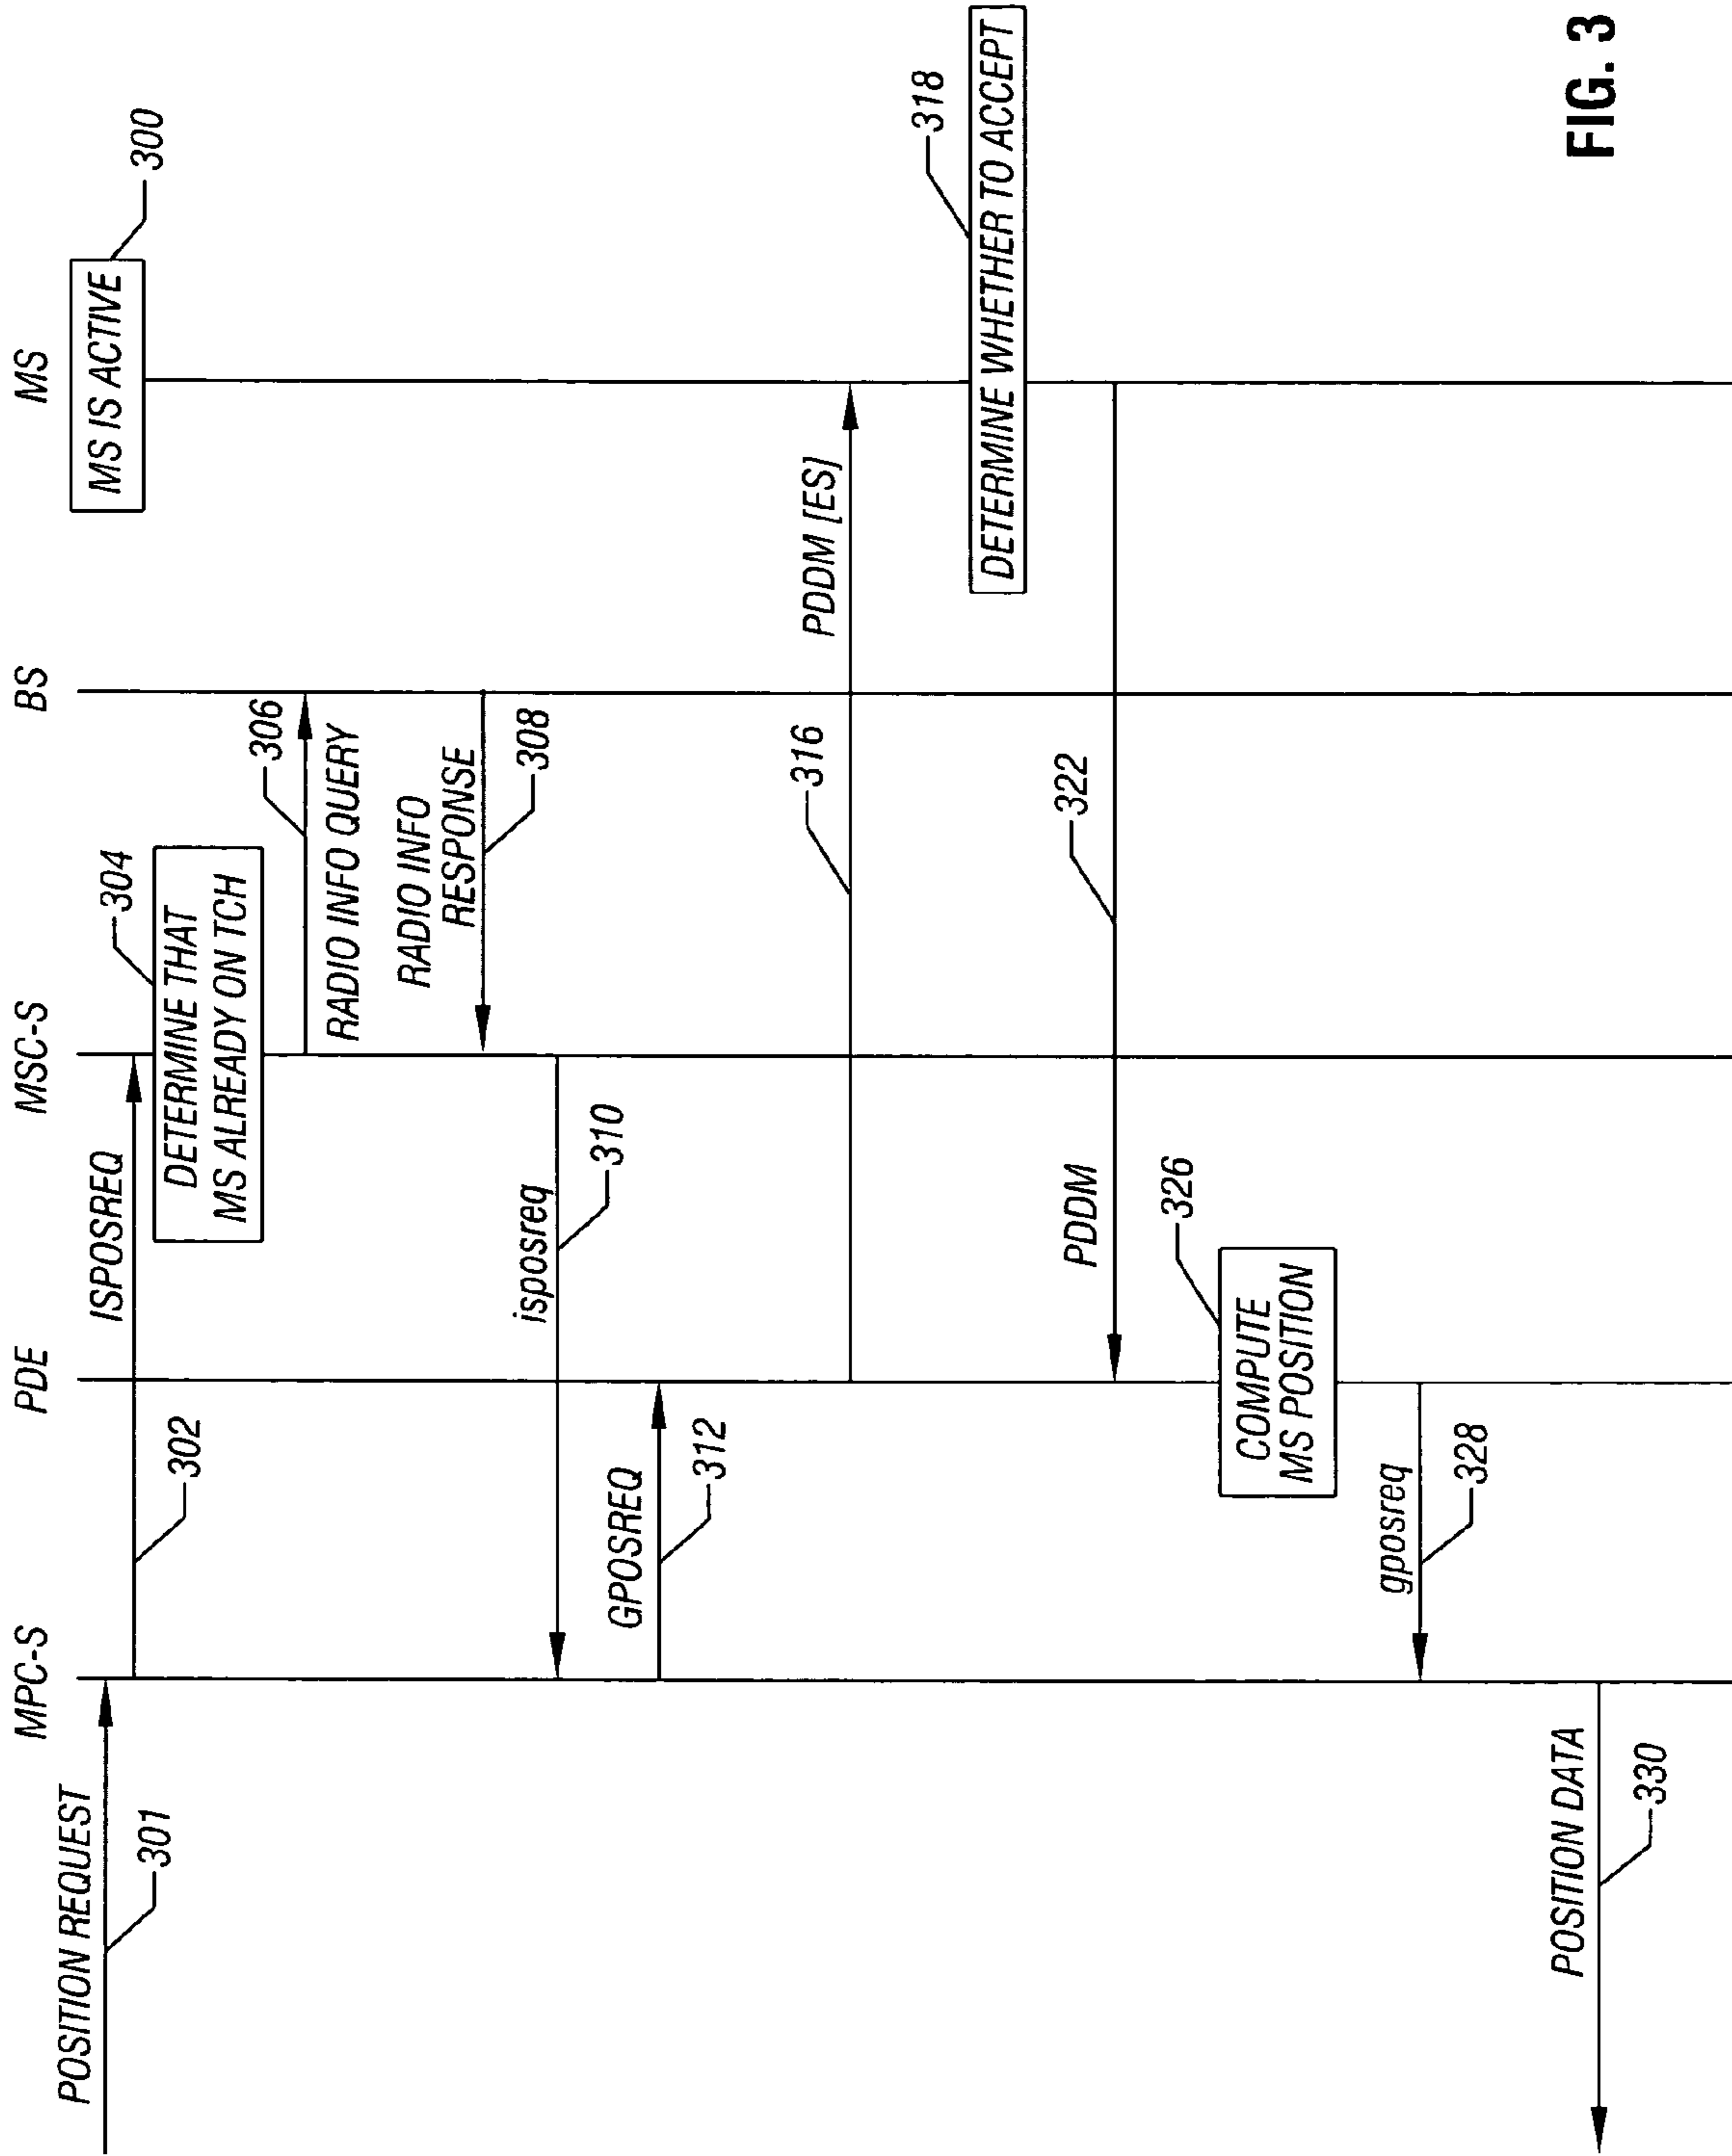 MPC-S
PDE
MSC-S
BS
MS
MS IS ACTIVE
300
POSITION REQUEST
301
ISPOSREQ
302
304
DETERMINE THAT
MS ALREADY ON TCH
306
RADIO INFO QUERY
RADIO INFO
RESPONSE
308
isposreq
310
GPOSREQ
312
PDDM [ES]
316
318
DETERMINE WHETHER TO ACCEPT
322
PDDM
326
COMPUTE
MS POSITION
gposreq
328
POSITION DATA
330
FIG. 3